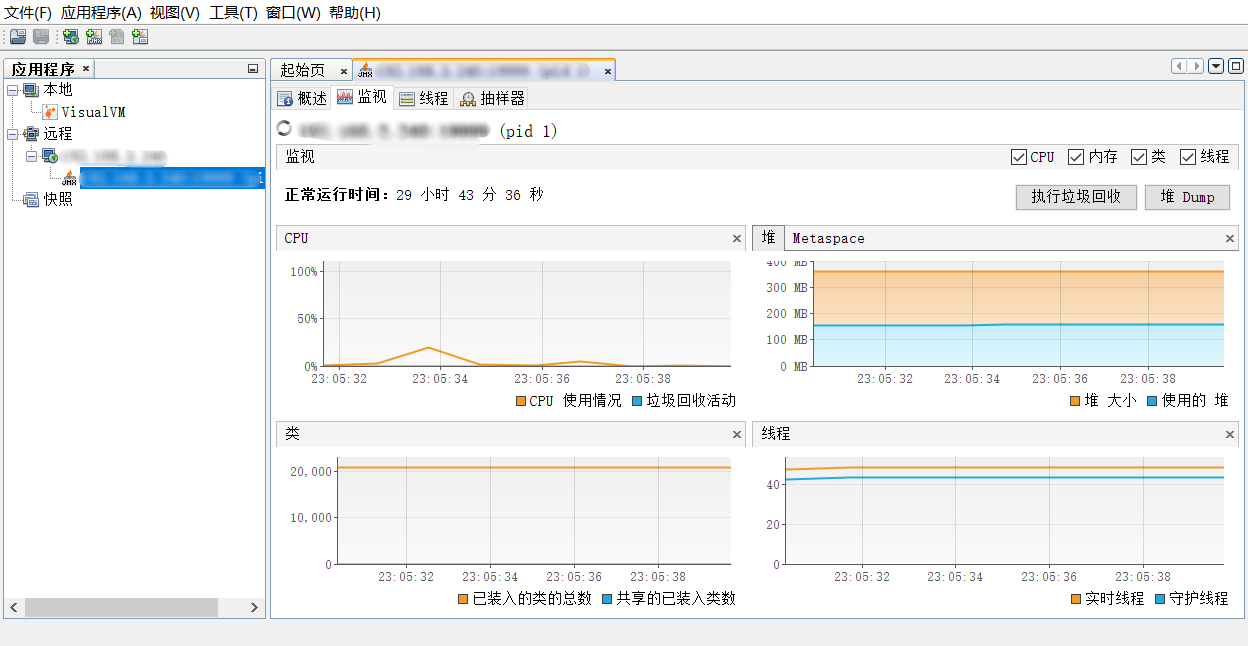 文件(F) 应用程序(A) 视图(V) 工具(T) 窗口(W) 帮助(H)
应用程序
本地
VisualVM
远程
快照
起始页
概述 监视 线程 抽样器
(pid 1)
监视 CPU 内存 类 线程
正常运行时间：29 小时 43 分 36 秒
执行垃圾回收 堆 Dump
CPU
100%
50%
0%
23:05:32 23:05:34 23:05:36 23:05:38
CPU 使用情况 垃圾回收活动
堆 Metaspace
400 MB
300 MB
200 MB
100 MB
0 MB
23:05:32 23:05:34 23:05:36 23:05:38
堆 大小 使用的 堆
类
20,000
10,000
0
23:05:32 23:05:34 23:05:36 23:05:38
已装入的类的总数 共享的已装入类数
线程
40
20
0
23:05:32 23:05:34 23:05:36 23:05:38
实时线程 守护线程